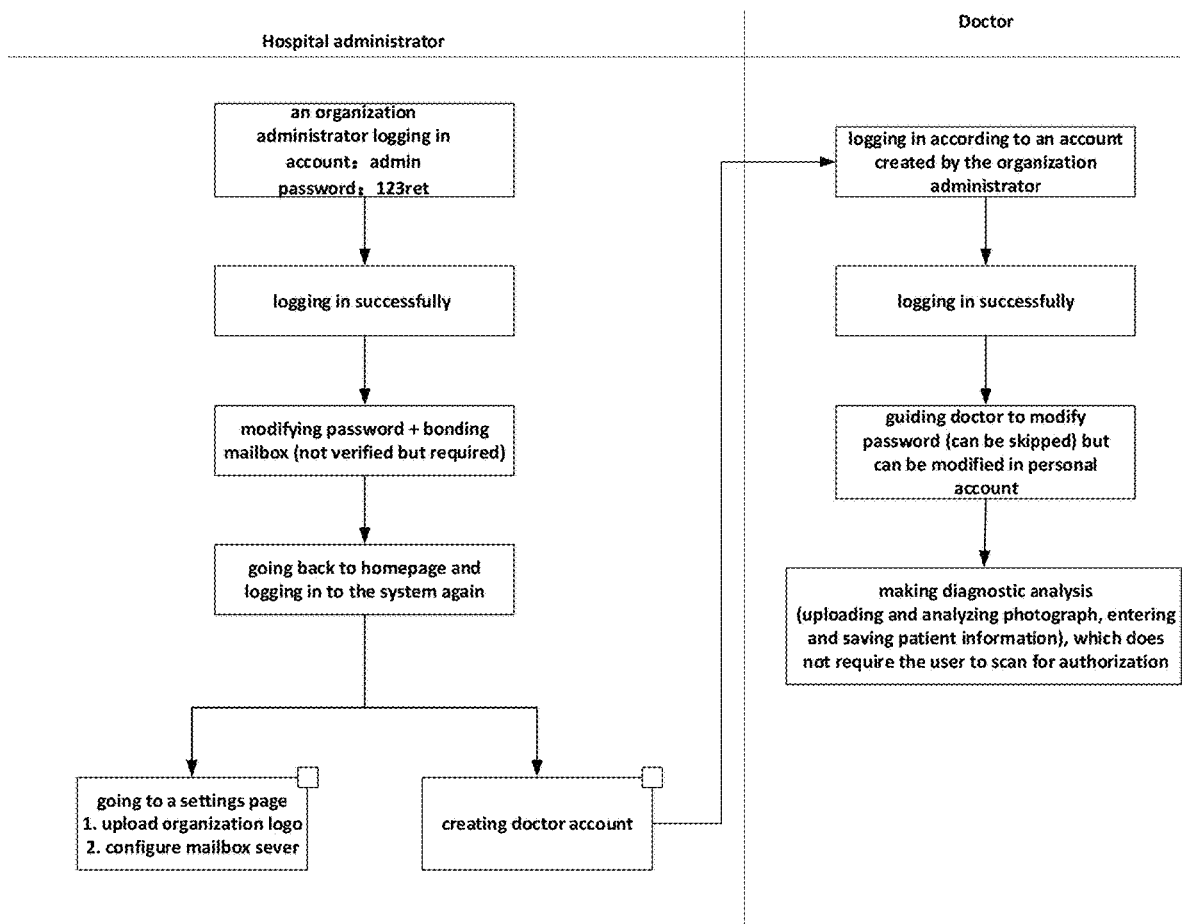 Hospital administrator
Doctor
an organization
administrator logging in
account：admin
password：123ret
logging in successfully
modifying password + bonding
mailbox (not verified but required)
going back to homepage and
logging in to the system again
going to a settings page
1. upload organization logo
2. configure mailbox sever
creating doctor account
logging in according to an account
created by the organization
administrator
logging in successfully
guiding doctor to modify
password (can be skipped) but
can be modified in personal
account
making diagnostic analysis
(uploading and analyzing photograph, entering
and saving patient information), which does
not require the user to scan for authorization